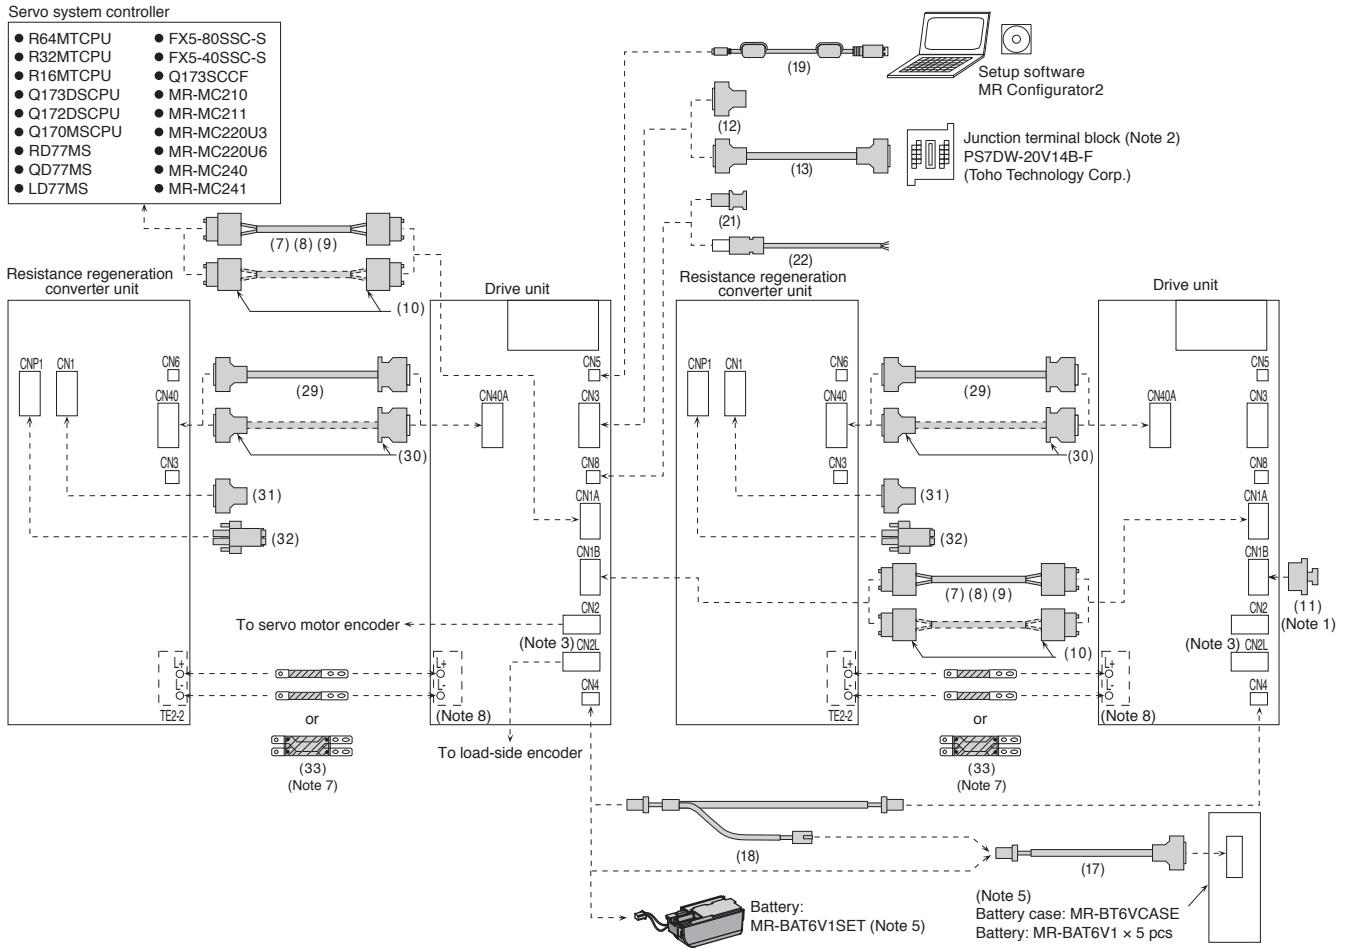 Servo system controller
● R64MTCPU
● R32MTCPU
● R16MTCPU
● Q173DSCPU
● Q172DSCPU
● Q170MSCPU
● RD77MS
● QD77MS
● LD77MS
● FX5-80SSC-S
● FX5-40SSC-S
● Q173SCCF
● MR-MC210
● MR-MC211
● MR-MC220U3
● MR-MC220U6
● MR-MC240
● MR-MC241
(19)
Setup software
MR Configurator2
(12)
(13)
Junction terminal block (Note 2)
PS7DW-20V14B-F
(Toho Technology Corp.)
(21)
(22)
(7) (8) (9)
(10)
Resistance regeneration
converter unit
CNP1
CN1
CN6
CN40
CN3
(29)
(30)
(31)
(32)
TE2-2
L+
L-
Drive unit
CN5
CN40A
CN3
CN8
CN1A
CN1B
CN2
(Note 3)
CN2L
CN4
L+
L-
(Note 8)
To servo motor encoder
To load-side encoder
or
(33)
(Note 7)
Resistance regeneration
converter unit
CNP1
CN1
CN6
CN40
CN3
(29)
(30)
(31)
(32)
(7) (8) (9)
(10)
TE2-2
L+
L-
Drive unit
CN5
CN40A
CN3
CN8
CN1A
CN1B
CN2
(Note 3)
CN2L
CN4
L+
L-
(Note 8)
(11)
(Note 1)
or
(33)
(Note 7)
(18)
(17)
Battery:
MR-BAT6V1SET (Note 5)
(Note 5)
Battery case: MR-BT6VCASE
Battery: MR-BAT6V1 × 5 pcs